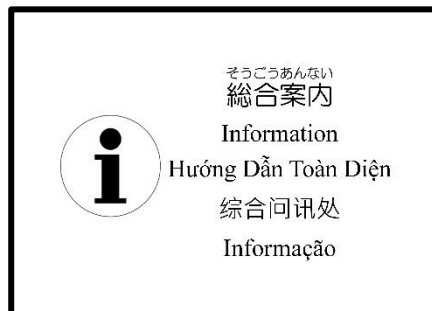 そうごうあんない
総合案内
Information
Hướng Dẫn Toàn Diện
综合问讯处
Informação